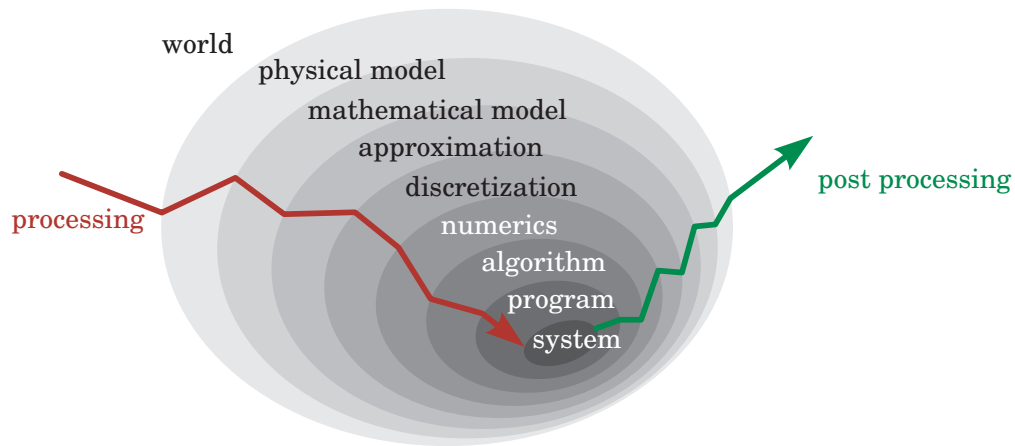 world
physical model
mathematical model
approximation
post processing
discretization
processing
numerics
algorithm
program
system